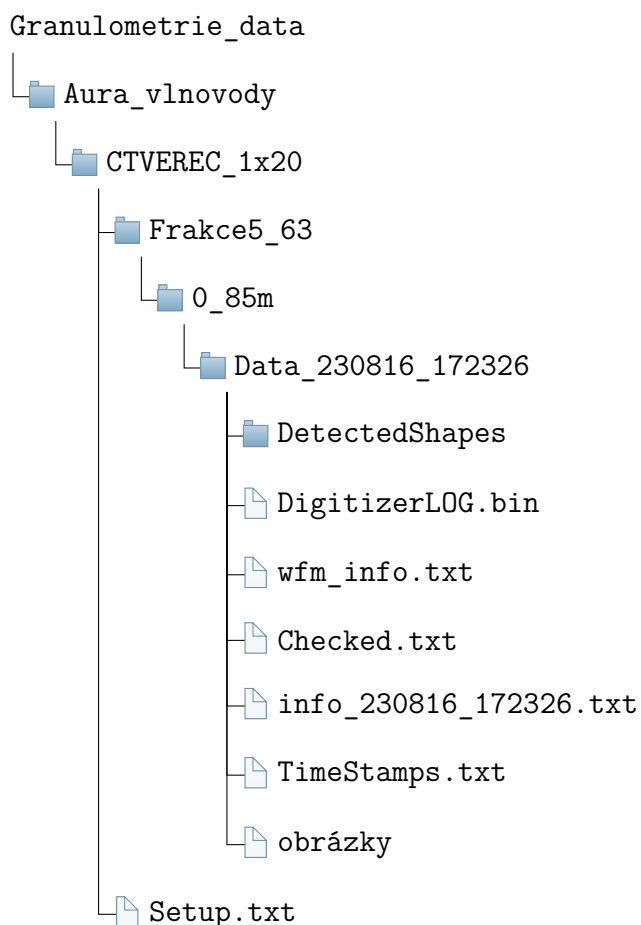 Granulometrie_data
Aura_vlnovody
CTVEREC_1x20
Frakce5_63
0_85m
Data_230816_172326
DetectedShapes
DigitizerLOG.bin
wfm_info.txt
Checked.txt
info_230816_172326.txt
TimeStamps.txt
obrázky
Setup.txt